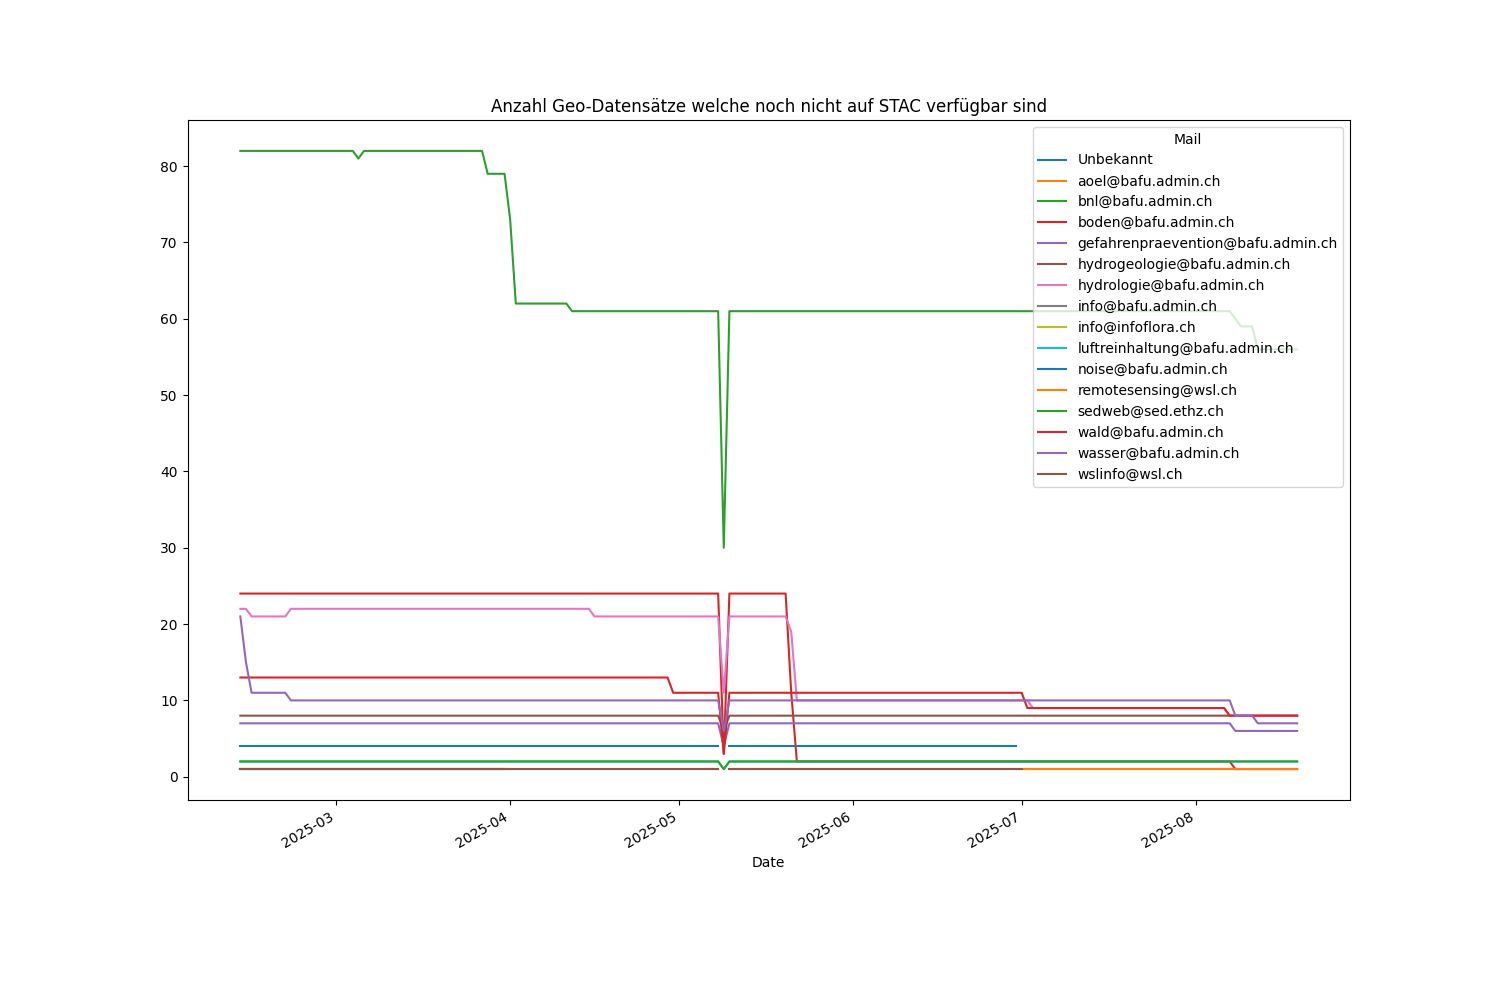 Anzahl Geo-Datensätze welche noch nicht auf STAC verfügbar sind
Mail
Unbekannt
aoel@bafu.admin.ch
bnl@bafu.admin.ch
boden@bafu.admin.ch
gefahrenpraevention@bafu.admin.ch
hydrogeologie@bafu.admin.ch
hydrologie@bafu.admin.ch
info@bafu.admin.ch
info@infoflora.ch
luftreinhaltung@bafu.admin.ch
noise@bafu.admin.ch
remotesensing@wsl.ch
sedweb@sed.ethz.ch
wald@bafu.admin.ch
wasser@bafu.admin.ch
wslinfo@wsl.ch
80
70
60
50
40
30
20
10
0
2025-03
2025-04
2025-05
2025-06
2025-07
2025-08
Date